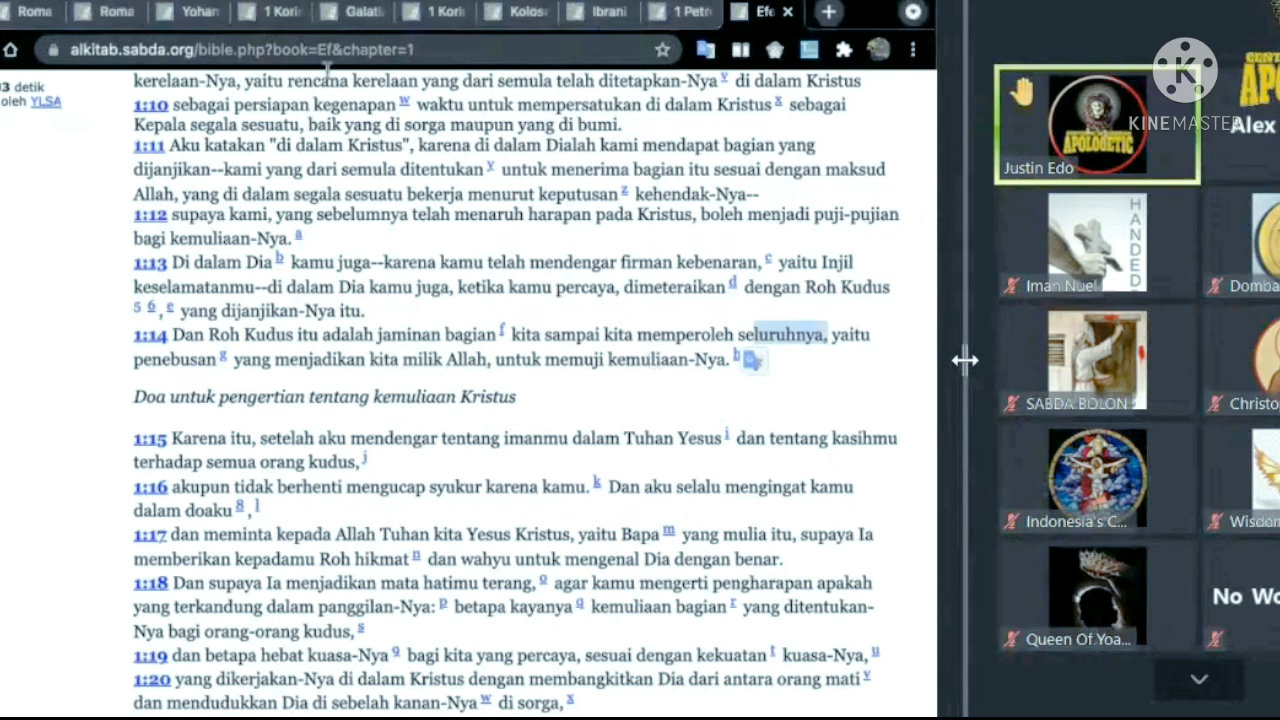 Roma
Roma
Yohan
1 Kori
Galati
1 Kori
Kolos
Ibrani
1 Petr
Efe
alkitab.sabda.org/bible.php?book=Ef&chapter=1
3 detik
oleh YLSA
kerelaan-Nya, yaitu rencana kerelaan yang dari semula telah ditetapkan-Nya v di dalam Kristus
1:10 sebagai persiapan kegenapan w waktu untuk mempersatukan di dalam Kristus x sebagai
Kepala segala sesuatu, baik yang di sorga maupun yang di bumi.
1:11 Aku katakan "di dalam Kristus", karena di dalam Dialah kami mendapat bagian yang
dijanjikan--kami yang dari semula ditentukan y untuk menerima bagian itu sesuai dengan maksud
Allah, yang di dalam segala sesuatu bekerja menurut keputusan z kehendak-Nya--
1:12 supaya kami, yang sebelumnya telah menaruh harapan pada Kristus, boleh menjadi puji-pujian
bagi kemuliaan-Nya. a
1:13 Di dalam Dia b kamu juga--karena kamu telah mendengar firman kebenaran, c yaitu Injil
keselamatanmu--di dalam Dia kamu juga, ketika kamu percaya, dimeteraikan d dengan Roh Kudus
5 6 , e yang dijanjikan-Nya itu.
1:14 Dan Roh Kudus itu adalah jaminan bagian f kita sampai kita memperoleh seluruhnya, yaitu
penebusan g yang menjadikan kita milik Allah, untuk memuji kemuliaan-Nya. h
Doa untuk pengertian tentang kemuliaan Kristus
1:15 Karena itu, setelah aku mendengar tentang imanmu dalam Tuhan Yesus i dan tentang kasihmu
terhadap semua orang kudus, j
1:16 akupun tidak berhenti mengucap syukur karena kamu. k Dan aku selalu mengingat kamu
dalam doaku 8 , l
1:17 dan meminta kepada Allah Tuhan kita Yesus Kristus, yaitu Bapa m yang mulia itu, supaya Ia
memberikan kepadamu Roh hikmat n dan wahyu untuk mengenal Dia dengan benar.
1:18 Dan supaya Ia menjadikan mata hatimu terang, o agar kamu mengerti pengharapan apakah
yang terkandung dalam panggilan-Nya: p betapa kayanya q kemuliaan bagian r yang ditentukan-
Nya bagi orang-orang kudus, s
1:19 dan betapa hebat kuasa-Nya 9 bagi kita yang percaya, sesuai dengan kekuatan t kuasa-Nya, u
1:20 yang dikerjakan-Nya di dalam Kristus dengan membangkitkan Dia dari antara orang mati v
dan mendudukkan Dia di sebelah kanan-Nya w di sorga, x
K
KINEMASTER
APOLOGETIC
Justin Edo
Alex
HANDED
Iman Nuel
Domba
SABDA BOLON
Christo
Indonesia's C...
Wisdon
Queen Of Yoa...
No Wo